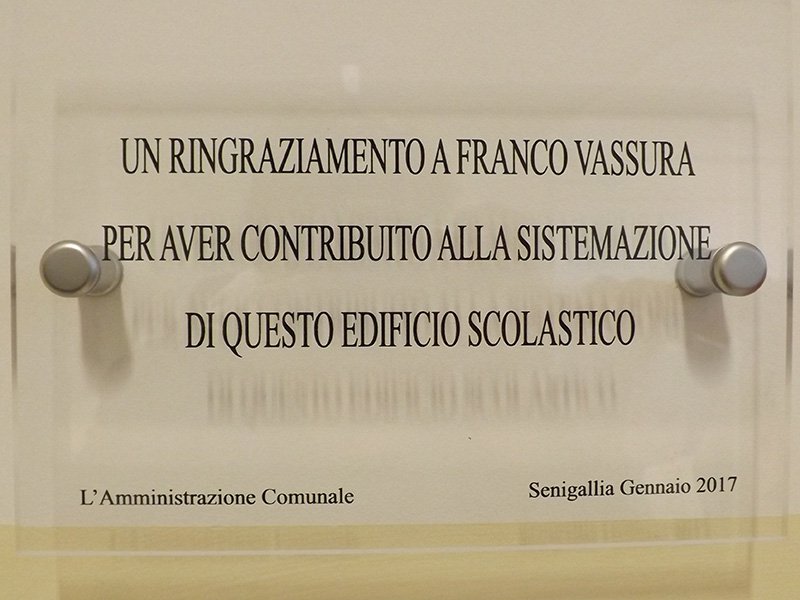 UN RINGRAZIAMENTO A FRANCO VASSURA
PER AVER CONTRIBUITO ALLA SISTEMAZIONE
DI QUESTO EDIFICIO SCOLASTICO
L'Amministrazione Comunale
Senigallia Gennaio 2017